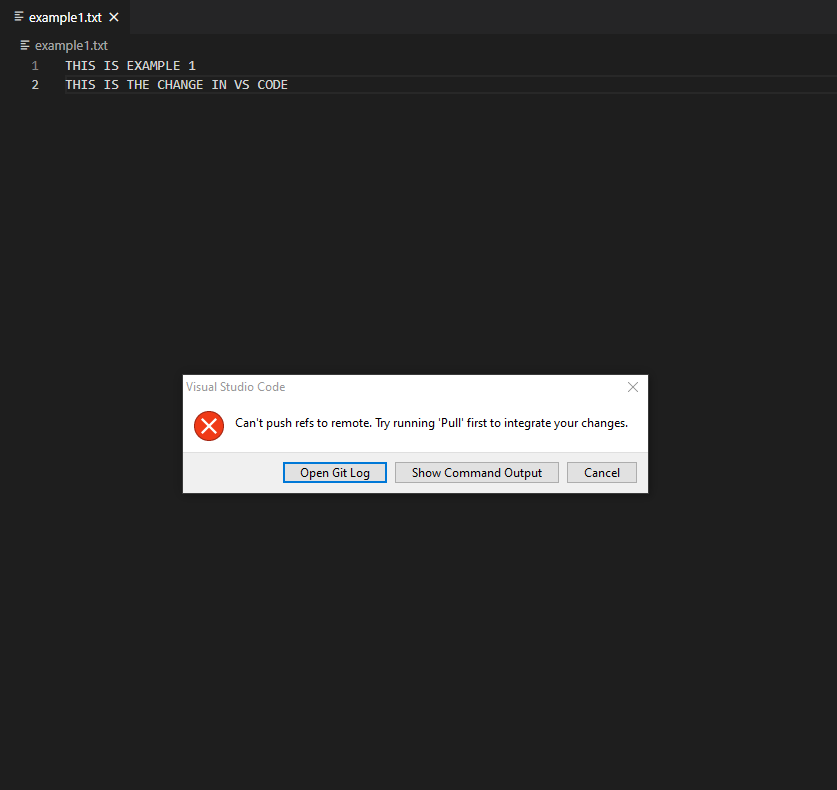 example1.txt
example1.txt
1 THIS IS EXAMPLE 1
2 THIS IS THE CHANGE IN VS CODE
Visual Studio Code
Can't push refs to remote. Try running 'Pull' first to integrate your changes.
Open Git Log Show Command Output Cancel